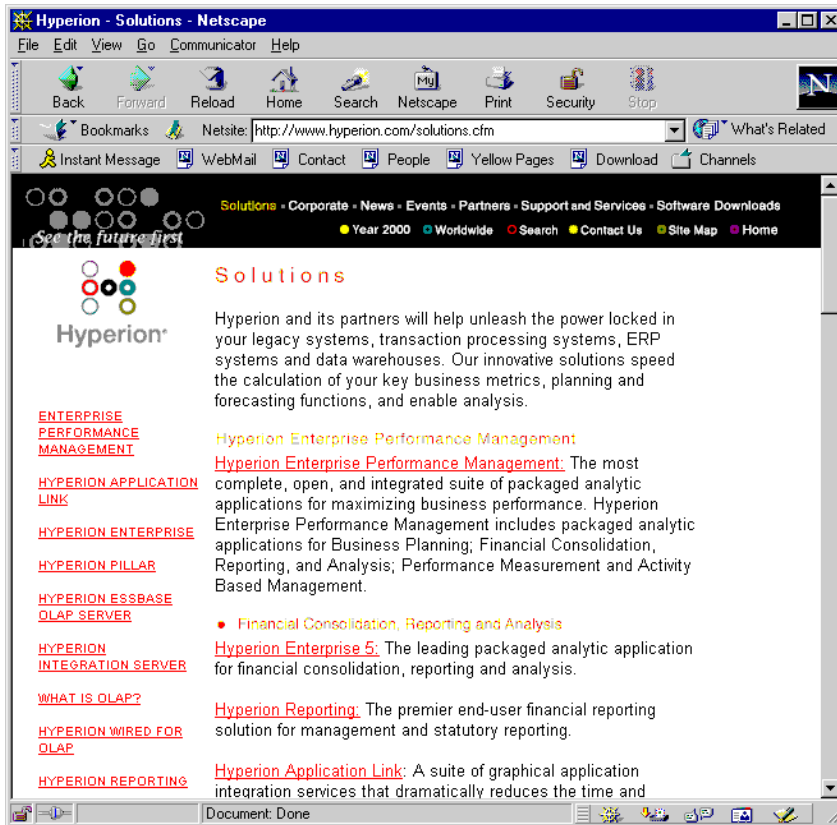 Hyperion - Solutions - Netscape
File Edit View Go Communicator Help
Back Forward Reload Home Search Netscape Print Security Stop
My
N
Bookmarks Netsite: http://www.hyperion.com/solutions.cfm What's Related
Instant Message WebMail Contact People Yellow Pages Download Channels
Solutions Corporate News Events Partners Support and Services Software Downloads
Year 2000 Worldwide Search Contact Us Site Map Home
See the future first
Hyperion
ENTERPRISE
PERFORMANCE
MANAGEMENT
HYPERION APPLICATION
LINK
HYPERION ENTERPRISE
HYPERION PILLAR
HYPERION ESSBASE
OLAP SERVER
HYPERION
INTEGRATION SERVER
WHAT IS OLAP?
HYPERION WIRED FOR
OLAP
HYPERION REPORTING
Solutions
Hyperion and its partners will help unleash the power locked in
your legacy systems, transaction processing systems, ERP
systems and data warehouses. Our innovative solutions speed
the calculation of your key business metrics, planning and
forecasting functions, and enable analysis.
Hyperion Enterprise Performance Management
Hyperion Enterprise Performance Management: The most
complete, open, and integrated suite of packaged analytic
applications for maximizing business performance. Hyperion
Enterprise Performance Management includes packaged analytic
applications for Business Planning; Financial Consolidation,
Reporting, and Analysis; Performance Measurement and Activity
Based Management.
• Financial Consolidation, Reporting and Analysis
Hyperion Enterprise 5: The leading packaged analytic application
for financial consolidation, reporting and analysis.
Hyperion Reporting: The premier end-user financial reporting
solution for management and statutory reporting.
Hyperion Application Link: A suite of graphical application
integration services that dramatically reduces the time and
Document: Done